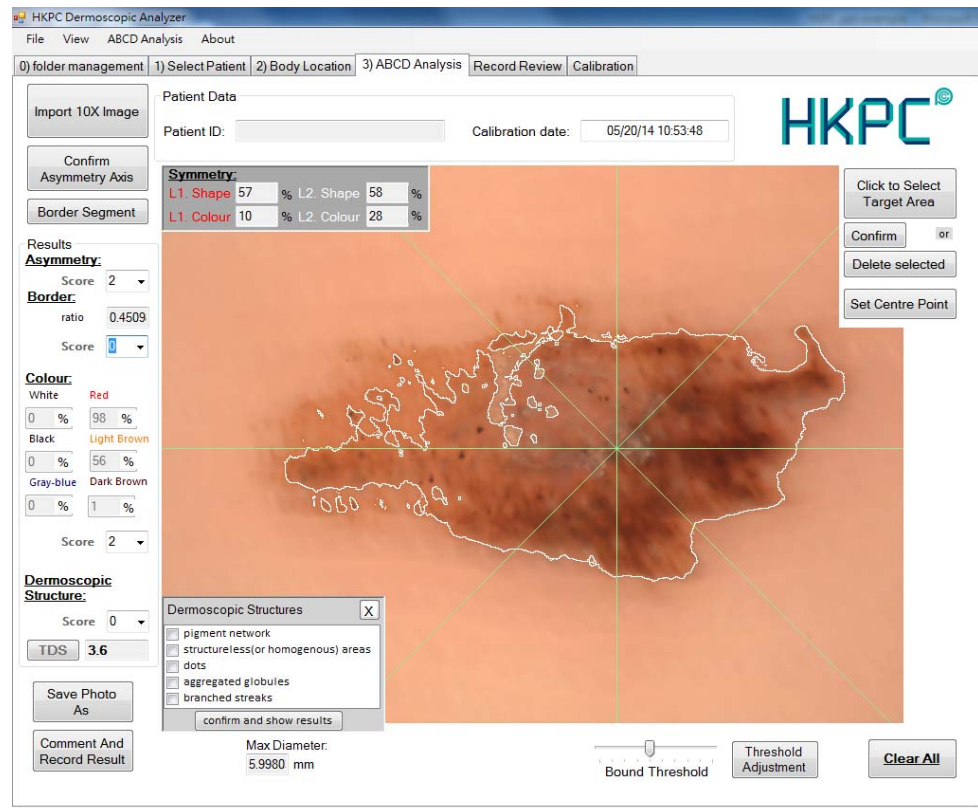 HKPC Dermoscopic Analyzer
File View ABCD Analysis About
0) folder management 1) Select Patient 2) Body Location 3) ABCD Analysis Record Review Calibration
Import 10X Image
Confirm
Asymmetry Axis
Border Segment
Patient Data
Patient ID: Calibration date: 05/20/14 10:53:48
HKPC
Symmetry:
L1. Shape 57 % L2. Shape 58 %
L1. Colour 10 % L2. Colour 28 %
Click to Select
Target Area
Confirm or
Delete selected
Set Centre Point
Results
Asymmetry:
Score 2
Border:
ratio 0.4509
Score 0
Colour:
White Red
0 % 98 %
Black Light Brown
0 % 56 %
Gray-blue Dark Brown
0 % 1 %
Score 2
Dermoscopic
Structure:
Score 0
TDS 3.6
Dermoscopic Structures X
pigment network
structureless(or homogenous) areas
dots
aggregated globules
branched streaks
confirm and show results
Save Photo
As
Comment And
Record Result
Max Diameter:
5.9980 mm
Bound Threshold
Threshold
Adjustment
Clear All